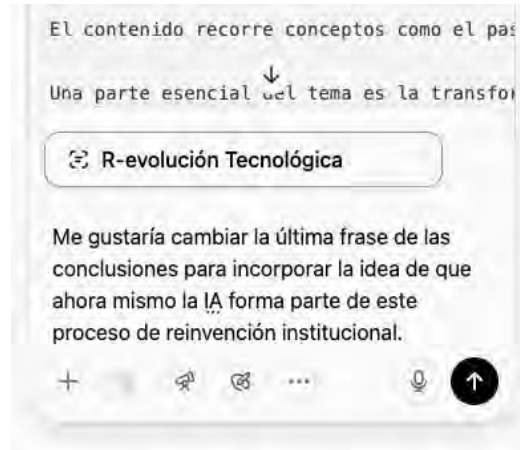 El contenido recorre conceptos como el pas
Una parte esencial del tema es la transfor
R-evolución Tecnológica
Me gustaría cambiar la última frase de las
conclusiones para incorporar la idea de que
ahora mismo la IA forma parte de este
proceso de reinvención institucional.